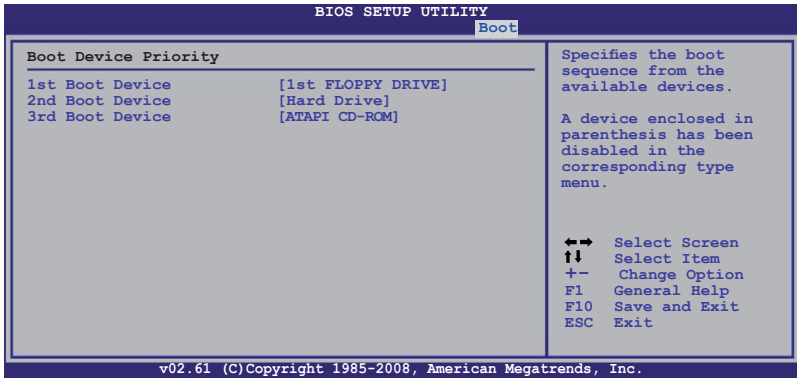 BIOS SETUP UTILITY
Boot
Boot Device Priority
1st Boot Device [1st FLOPPY DRIVE]
2nd Boot Device [Hard Drive]
3rd Boot Device [ATAPI CD-ROM]
Specifies the boot
sequence from the
available devices.
A device enclosed in
parenthesis has been
disabled in the
corresponding type
menu.
←→ Select Screen
↑↓ Select Item
+- Change Option
F1 General Help
F10 Save and Exit
ESC Exit
v02.61 (C)Copyright 1985-2008, American Megatrends, Inc.